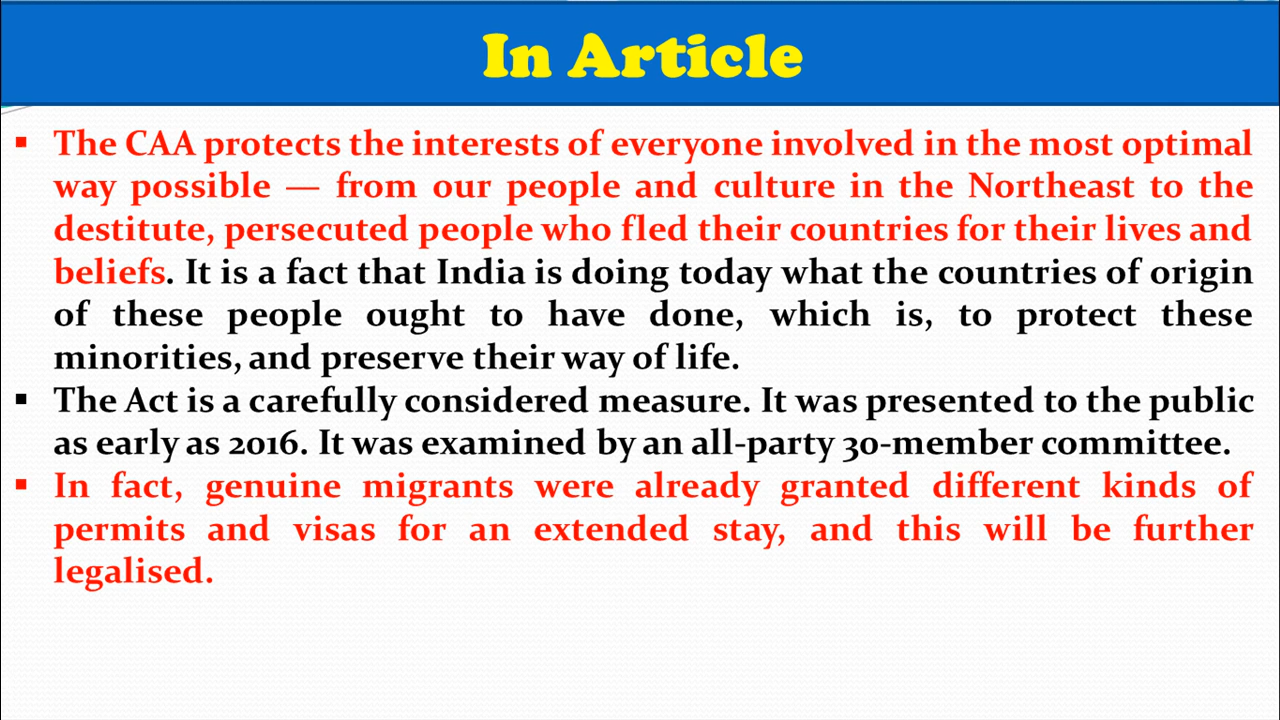 In Article
▪ The CAA protects the interests of everyone involved in the most optimal
way possible — from our people and culture in the Northeast to the
destitute, persecuted people who fled their countries for their lives and
beliefs. It is a fact that India is doing today what the countries of origin
of these people ought to have done, which is, to protect these
minorities, and preserve their way of life.
▪ The Act is a carefully considered measure. It was presented to the public
as early as 2016. It was examined by an all-party 30-member committee.
▪ In fact, genuine migrants were already granted different kinds of
permits and visas for an extended stay, and this will be further
legalised.